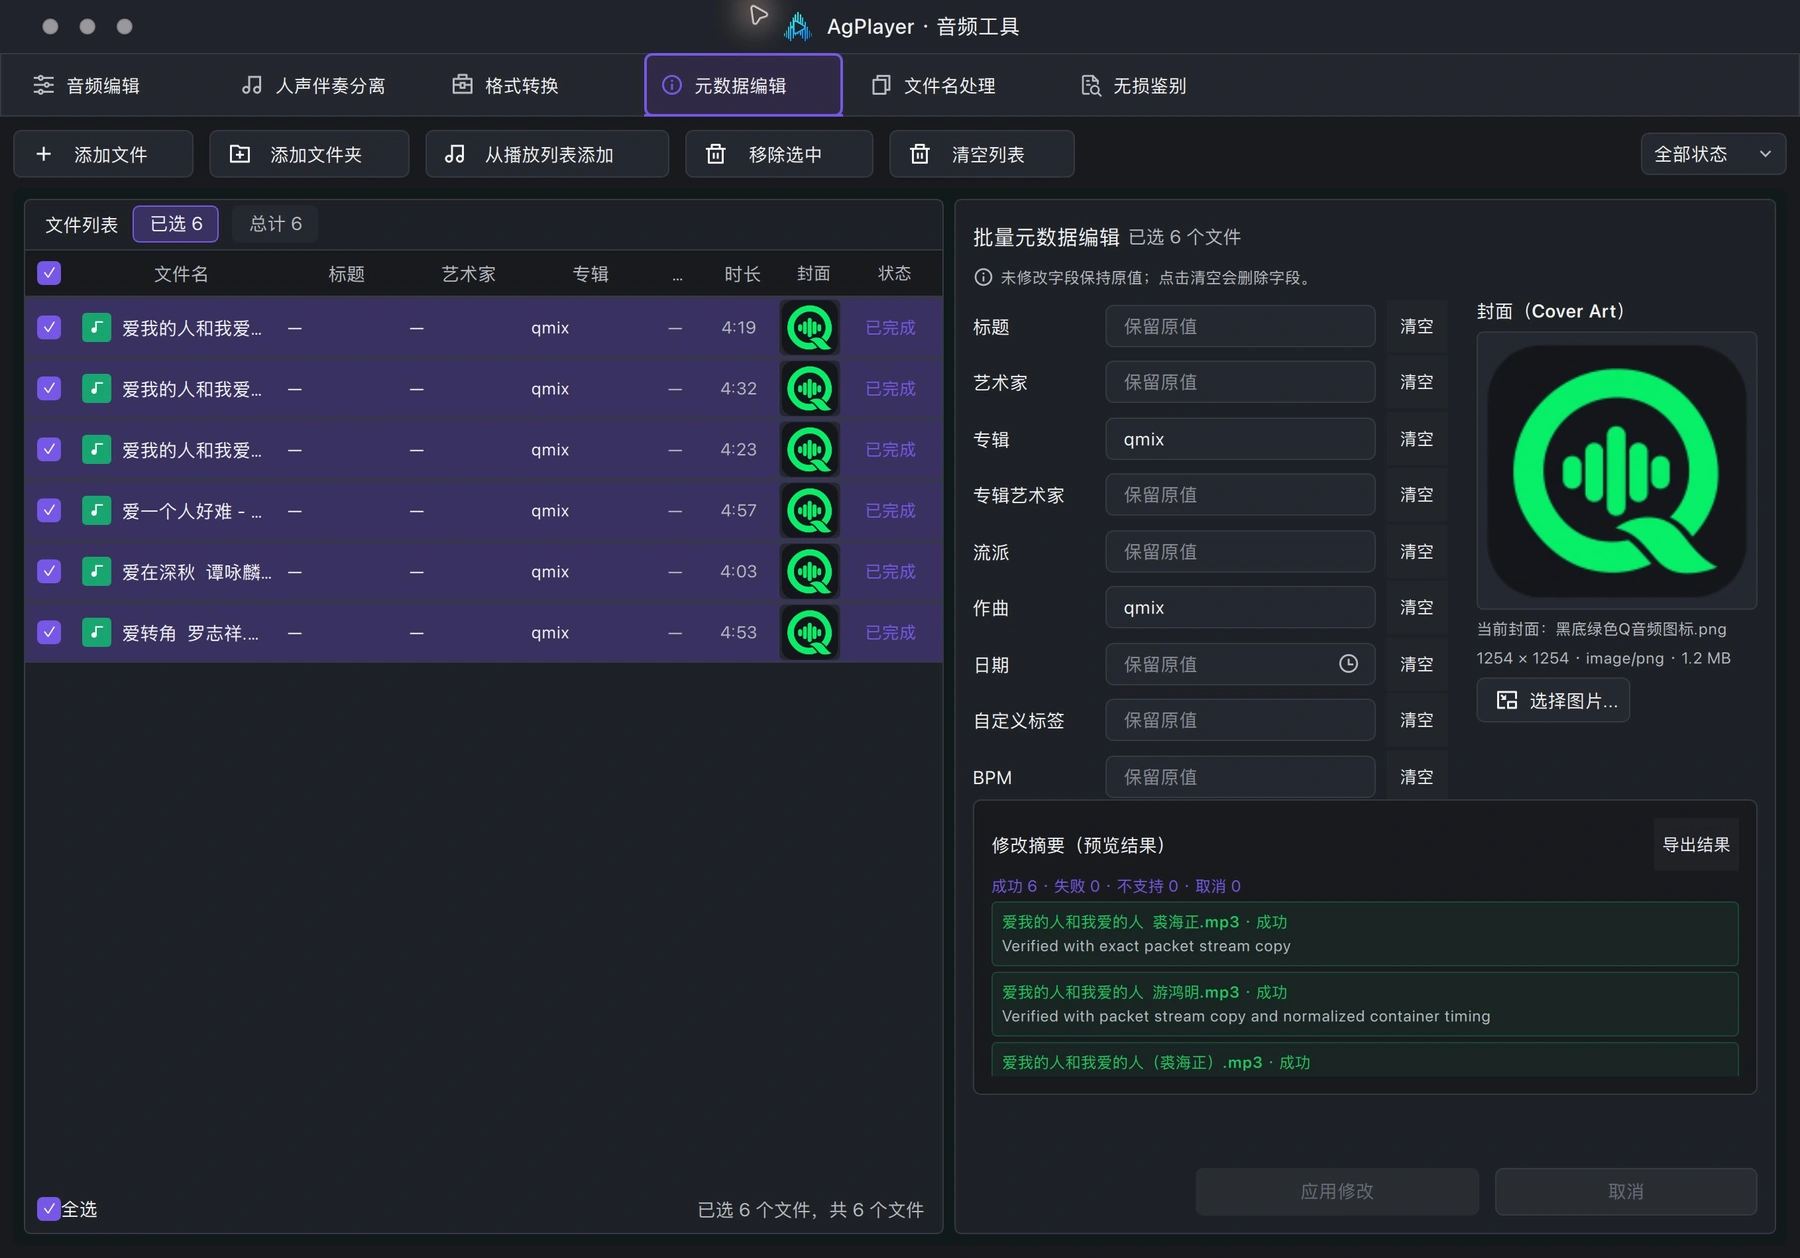 AgPlayer · 音频工具
音频编辑
人声伴奏分离
格式转换
元数据编辑
文件名处理
无损鉴别
添加文件
添加文件夹
从播放列表添加
移除选中
清空列表
全部状态
文件列表
已选 6
总计 6
文件名 标题 艺术家 专辑 ... 时长 封面 状态
爱我的人和我爱... — — qmix — 4:19 已完成
爱我的人和我爱... — — qmix — 4:32 已完成
爱我的人和我爱... — — qmix — 4:23 已完成
爱一个人好难 - ... — — qmix — 4:57 已完成
爱在深秋 谭咏麟... — — qmix — 4:03 已完成
爱转角 罗志祥.... — — qmix — 4:53 已完成
全选
已选 6 个文件，共 6 个文件
批量元数据编辑 已选 6 个文件
未修改字段保持原值；点击清空会删除字段。
标题 保留原值 清空
艺术家 保留原值 清空
专辑 qmix 清空
专辑艺术家 保留原值 清空
流派 保留原值 清空
作曲 qmix 清空
日期 保留原值 清空
自定义标签 保留原值 清空
BPM 保留原值 清空
封面（Cover Art）
当前封面：黑底绿色Q音频图标.png
1254 × 1254 · image/png · 1.2 MB
选择图片...
修改摘要（预览结果）
导出结果
成功 6 · 失败 0 · 不支持 0 · 取消 0
爱我的人和我爱的人 裘海正.mp3 · 成功
Verified with exact packet stream copy
爱我的人和我爱的人 游鸿明.mp3 · 成功
Verified with packet stream copy and normalized container timing
爱我的人和我爱的人（裘海正）.mp3 · 成功
应用修改
取消